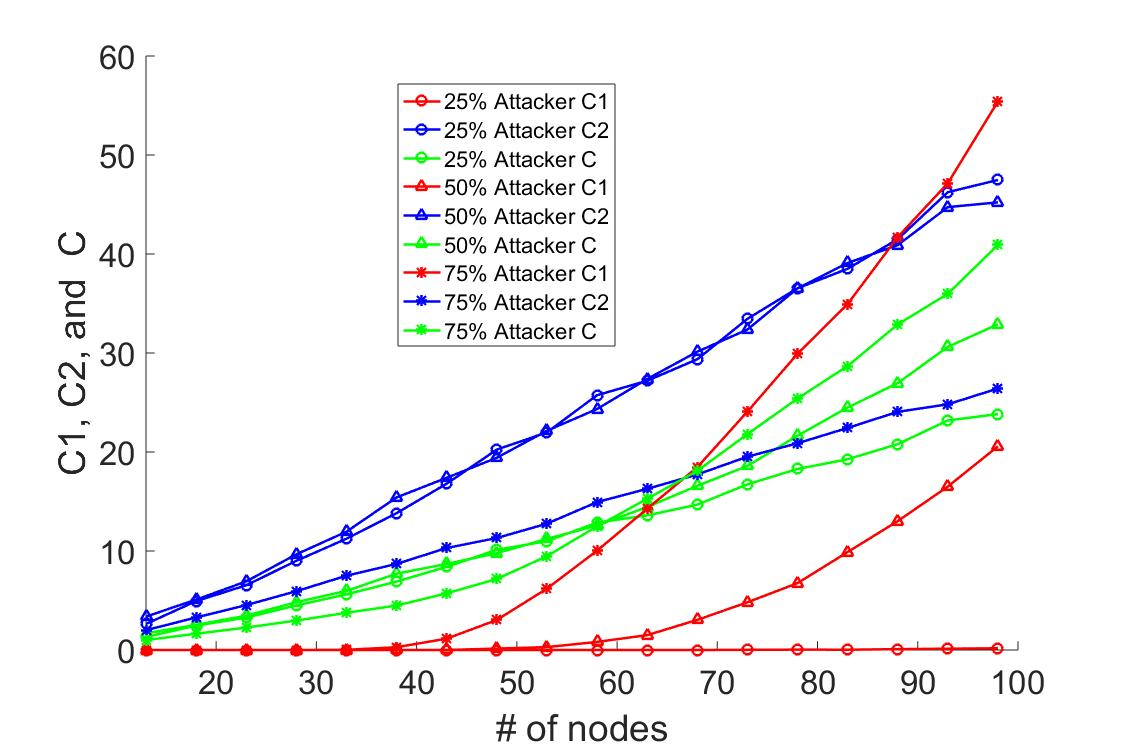 60
50
40
30
20
10
0
C1, C2, and C
25% Attacker C1
25% Attacker C2
25% Attacker C
50% Attacker C1
50% Attacker C2
50% Attacker C
75% Attacker C1
75% Attacker C2
75% Attacker C
20 30 40 50 60 70 80 90 100
# of nodes